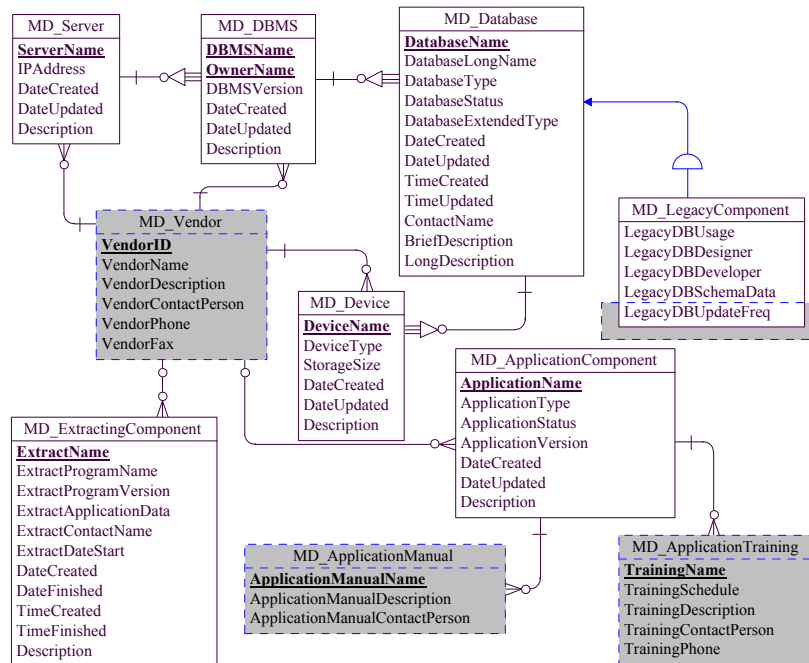 MD_Server
ServerName
IPAddress
DateCreated
DateUpdated
Description
MD_DBMS
DBMSName
OwnerName
DBMSVersion
DateCreated
DateUpdated
Description
MD_Database
DatabaseName
DatabaseLongName
DatabaseType
DatabaseStatus
DatabaseExtendedType
DateCreated
DateUpdated
TimeCreated
TimeUpdated
ContactName
BriefDescription
LongDescription
MD_LegacyComponent
LegacyDBUsage
LegacyDBDesigner
LegacyDBDeveloper
LegacyDBSchemaData
LegacyDBUpdateFreq
MD_Vendor
VendorID
VendorName
VendorDescription
VendorContactPerson
VendorPhone
VendorFax
MD_Device
DeviceName
DeviceType
StorageSize
DateCreated
DateUpdated
Description
MD_ApplicationComponent
ApplicationName
ApplicationType
ApplicationStatus
ApplicationVersion
DateCreated
DateUpdated
Description
MD_ExtractingComponent
ExtractName
ExtractProgramName
ExtractProgramVersion
ExtractApplicationData
ExtractContactName
ExtractDateStart
DateCreated
DateFinished
TimeCreated
TimeFinished
Description
MD_ApplicationManual
ApplicationManualName
ApplicationManualDescription
ApplicationManualContactPerson
MD_ApplicationTraining
TrainingName
TrainingSchedule
TrainingDescription
TrainingContactPerson
TrainingPhone